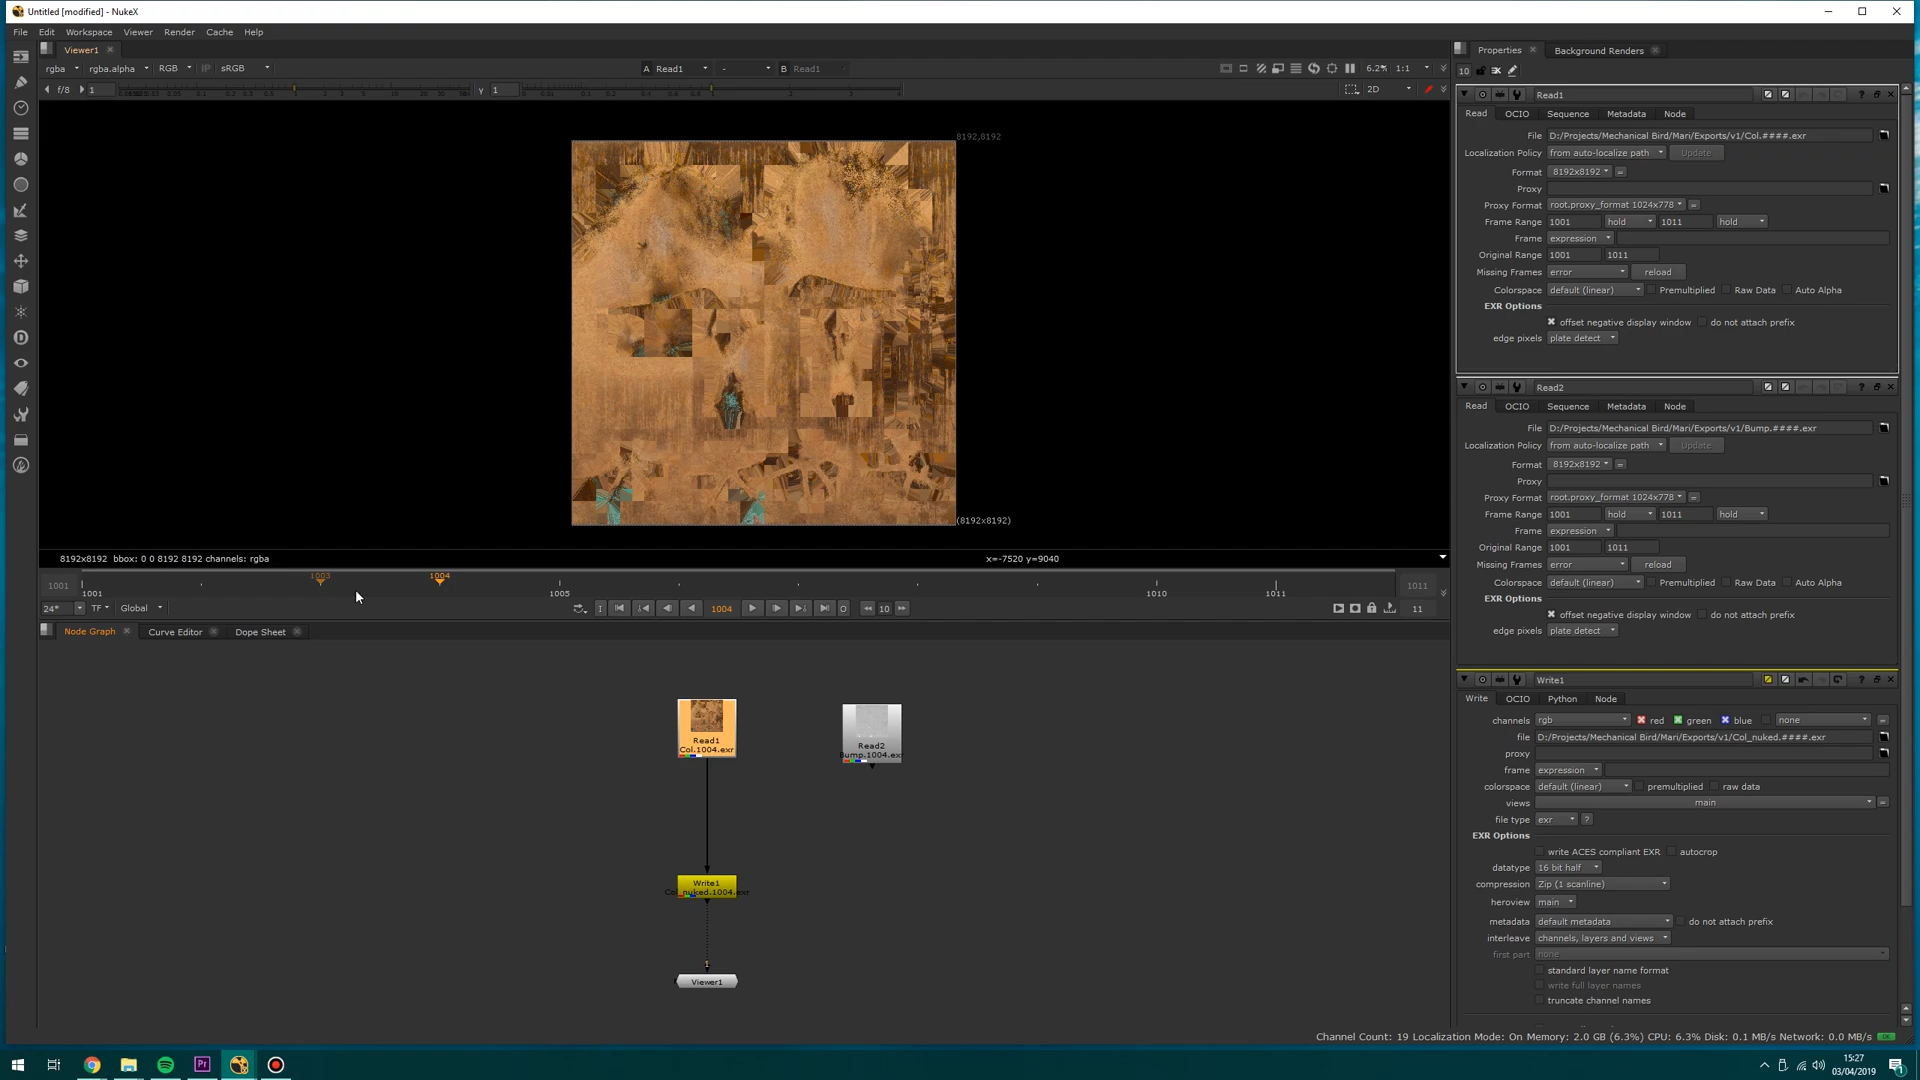 Untitled [modified] - NukeX
File Edit Workspace Viewer Render Cache Help
Viewer1
rgba rgba.alpha RGB IP sRGB A Read1 - B Read1 6.2% 1:1
f/8 1 γ 1 2D
8192,8192
(8192x8192)
8192x8192 bbox: 0 0 8192 8192 channels: rgba x=-7520 y=9040
1001 1003 1004 1011
1001 1005 1010 1011
24* TF Global I 1004 O 10 11
Node Graph Curve Editor Dope Sheet
Read1
Col.1004.exr
Read2
Bump.1004.exr
Write1
Col_nuked.1004.exr
1
Viewer1
Properties Background Renders
10
Read1
Read OCIO Sequence Metadata Node
File D:/Projects/Mechanical Bird/Mari/Exports/v1/Col.####.exr
Localization Policy from auto-localize path Update
Format 8192x8192 =
Proxy
Proxy Format root.proxy_format 1024x778 =
Frame Range 1001 hold 1011 hold
Frame expression
Original Range 1001 1011
Missing Frames error reload
Colorspace default (linear) Premultiplied Raw Data Auto Alpha
EXR Options
offset negative display window do not attach prefix
edge pixels plate detect
Read2
Read OCIO Sequence Metadata Node
File D:/Projects/Mechanical Bird/Mari/Exports/v1/Bump.####.exr
Localization Policy from auto-localize path Update
Format 8192x8192 =
Proxy
Proxy Format root.proxy_format 1024x778 =
Frame Range 1001 hold 1011 hold
Frame expression
Original Range 1001 1011
Missing Frames error reload
Colorspace default (linear) Premultiplied Raw Data Auto Alpha
EXR Options
offset negative display window do not attach prefix
edge pixels plate detect
Write1
Write OCIO Python Node
channels rgb red green blue none =
file D:/Projects/Mechanical Bird/Mari/Exports/v1/Col_nuked.####.exr
proxy
frame expression
colorspace default (linear) premultiplied raw data
views main =
file type exr ?
EXR Options
write ACES compliant EXR autocrop
datatype 16 bit half
compression Zip (1 scanline)
heroview main
metadata default metadata do not attach prefix
interleave channels, layers and views
first part none
standard layer name format
write full layer names
truncate channel names
Channel Count: 19 Localization Mode: On Memory: 2.0 GB (6.3%) CPU: 6.3% Disk: 0.1 MB/s Network: 0.0 MB/s
Pr
15:27
03/04/2019